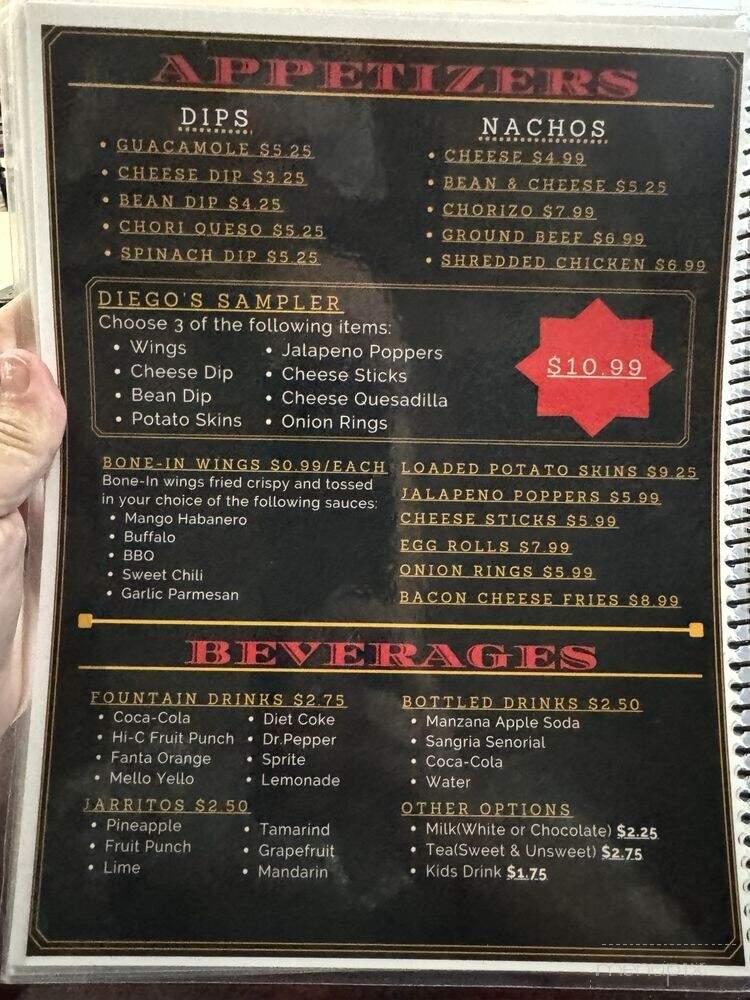 APPETIZERS
DIPS
• GUACAMOLE $5.25
• CHEESE DIP $3.25
• BEAN DIP $4.25
• CHORI QUESO $5.25
• SPINACH DIP $5.25
NACHOS
• CHEESE $4.99
• BEAN & CHEESE $5.25
• CHORIZO $7.99
• GROUND BEEF $6.99
• SHREDDED CHICKEN $6.99
DIEGO'S SAMPLER
Choose 3 of the following items:
• Wings
• Cheese Dip
• Bean Dip
• Potato Skins
• Jalapeno Poppers
• Cheese Sticks
• Cheese Quesadilla
• Onion Rings
$10.99
BONE-IN WINGS $0.99/EACH
Bone-In wings fried crispy and tossed
in your choice of the following sauces:
• Mango Habanero
• Buffalo
• BBQ
• Sweet Chili
• Garlic Parmesan
LOADED POTATO SKINS $9.25
JALAPENO POPPERS $5.99
CHEESE STICKS $5.99
EGG ROLLS $7.99
ONION RINGS $5.99
BACON CHEESE FRIES $8.99
BEVERAGES
FOUNTAIN DRINKS $2.75
• Coca-Cola
• Hi-C Fruit Punch
• Fanta Orange
• Mello Yello
• Diet Coke
• Dr.Pepper
• Sprite
• Lemonade
BOTTLED DRINKS $2.50
• Manzana Apple Soda
• Sangria Senorial
• Coca-Cola
• Water
JARRITOS $2.50
• Pineapple
• Fruit Punch
• Lime
• Tamarind
• Grapefruit
• Mandarin
OTHER OPTIONS
• Milk(White or Chocolate) $2.25
• Tea(Sweet & Unsweet) $2.75
• Kids Drink $1.75